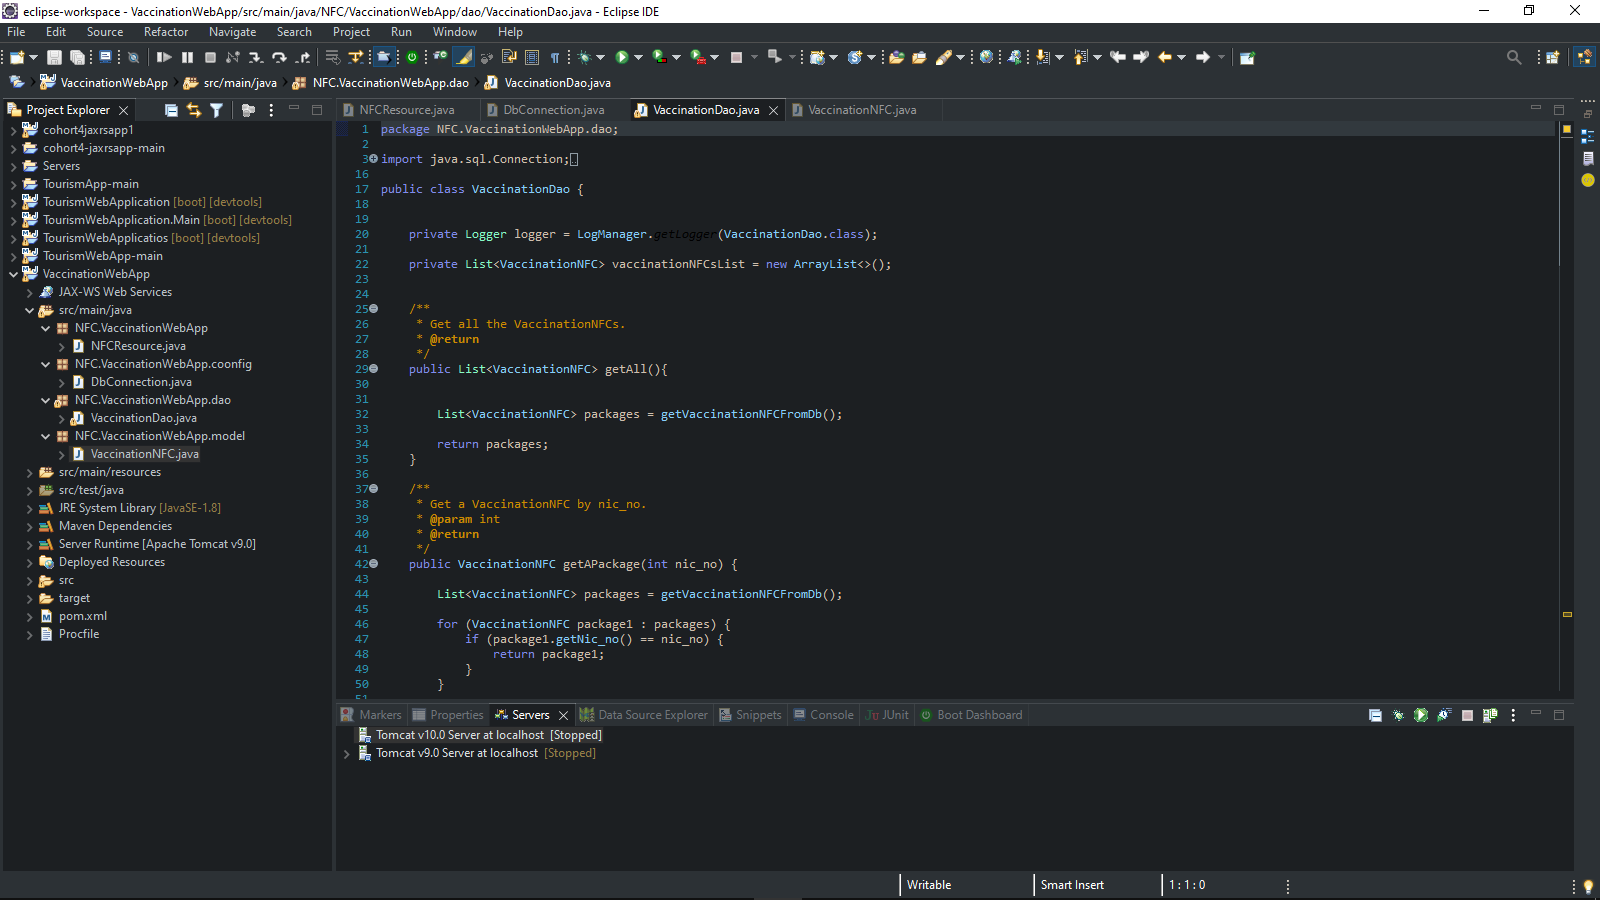 eclipse-workspace - VaccinationWebApp/src/main/java/NFC/VaccinationWebApp/dao/VaccinationDao.java - Eclipse IDE
File Edit Source Refactor Navigate Search Project Run Window Help
VaccinationWebApp src/main/java NFC.VaccinationWebApp.dao VaccinationDao.java
Project Explorer
cohort4jaxrsapp1
cohort4-jaxrsapp-main
Servers
TourismApp-main
TourismWebApplication [boot] [devtools]
TourismWebApplication.Main [boot] [devtools]
TourismWebApplicatios [boot] [devtools]
TourismWebApp-main
VaccinationWebApp
JAX-WS Web Services
src/main/java
NFC.VaccinationWebApp
NFCResource.java
NFC.VaccinationWebApp.coonfig
DbConnection.java
NFC.VaccinationWebApp.dao
VaccinationDao.java
NFC.VaccinationWebApp.model
VaccinationNFC.java
src/main/resources
src/test/java
JRE System Library [JavaSE-1.8]
Maven Dependencies
Server Runtime [Apache Tomcat v9.0]
Deployed Resources
src
target
pom.xml
Procfile
NFCResource.java DbConnection.java VaccinationDao.java VaccinationNFC.java
1 package NFC.VaccinationWebApp.dao;
2
3 import java.sql.Connection;
16
17 public class VaccinationDao {
18
19
20 private Logger logger = LogManager.getLogger(VaccinationDao.class);
21
22 private List<VaccinationNFC> vaccinationNFCsList = new ArrayList<>();
23
24
25 /**
26 * Get all the VaccinationNFCs.
27 * @return
28 */
29 public List<VaccinationNFC> getAll(){
30
31
32 List<VaccinationNFC> packages = getVaccinationNFCFromDb();
33
34 return packages;
35 }
36
37 /**
38 * Get a VaccinationNFC by nic_no.
39 * @param int
40 * @return
41 */
42 public VaccinationNFC getAPackage(int nic_no) {
43
44 List<VaccinationNFC> packages = getVaccinationNFCFromDb();
45
46 for (VaccinationNFC package1 : packages) {
47 if (package1.getNic_no() == nic_no) {
48 return package1;
49 }
50 }
51
Markers Properties Servers Data Source Explorer Snippets Console JUnit Boot Dashboard
Tomcat v10.0 Server at localhost [Stopped]
Tomcat v9.0 Server at localhost [Stopped]
Writable Smart Insert 1 : 1 : 0